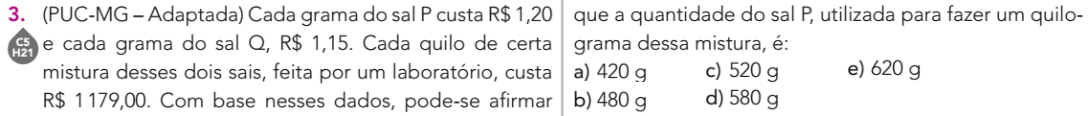 3. (PUC-MG – Adaptada) Cada grama do sal P custa R$ 1,20
C5
H21
e cada grama do sal Q, R$ 1,15. Cada quilo de certa
mistura desses dois sais, feita por um laboratório, custa
R$ 1179,00. Com base nesses dados, pode-se afirmar
que a quantidade do sal P, utilizada para fazer um quilo-
grama dessa mistura, é:
a) 420 g c) 520 g e) 620 g
b) 480 g d) 580 g